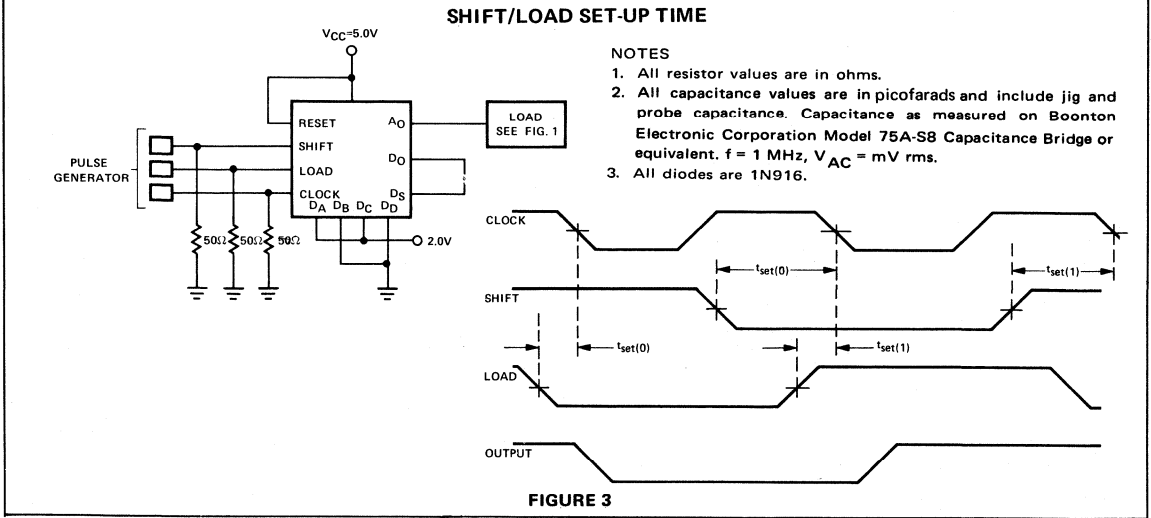 SHIFT/LOAD SET-UP TIME
VCC=5.0V
RESET
SHIFT
LOAD
CLOCK
DA DB DC DD
AO
DO
DS
LOAD
SEE FIG. 1
PULSE
GENERATOR
50Ω 50Ω 50Ω
2.0V
NOTES
1. All resistor values are in ohms.
2. All capacitance values are in picofarads and include jig and
probe capacitance. Capacitance as measured on Boonton
Electronic Corporation Model 75A-S8 Capacitance Bridge or
equivalent. f = 1 MHz, VAC = mV rms.
3. All diodes are 1N916.
CLOCK
tset(0)
tset(1)
SHIFT
tset(0)
tset(1)
LOAD
OUTPUT
FIGURE 3